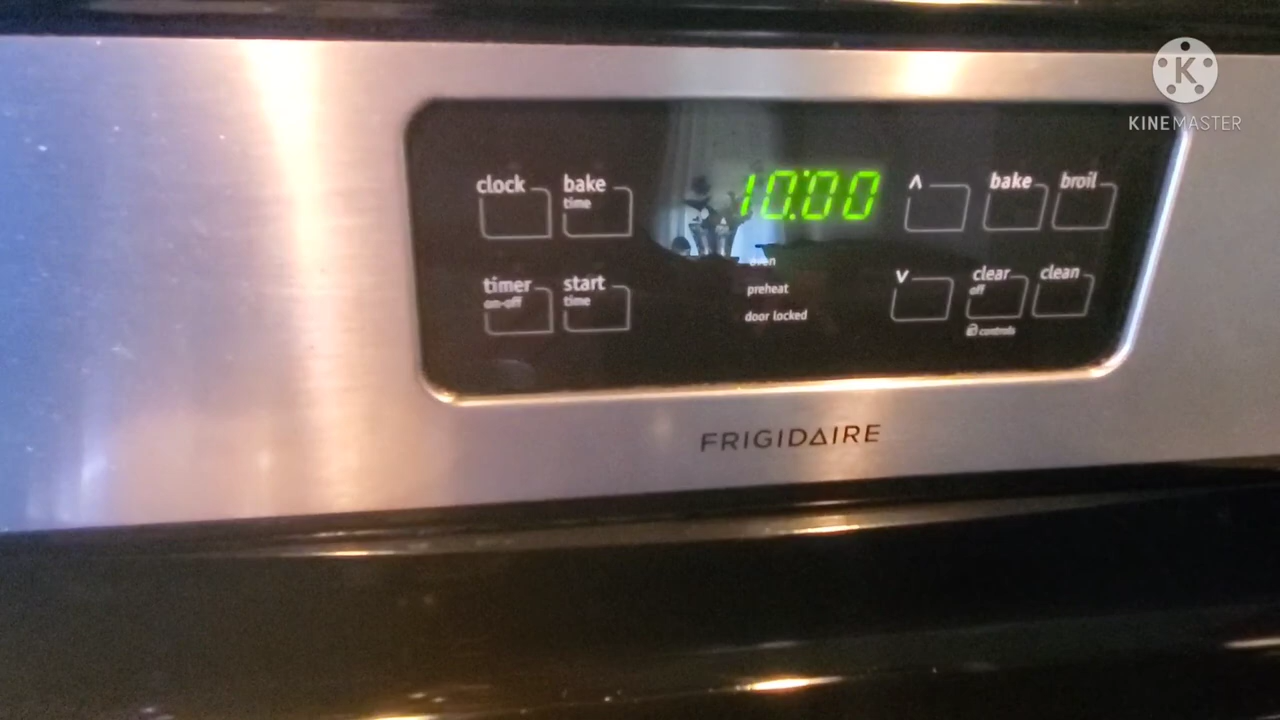 K
KINEMASTER
clock
bake
time
10:00
^
bake
broil
oven
timer
on-off
start
time
preheat
door locked
v
clear
off
clean
controls
FRIGIDAIRE